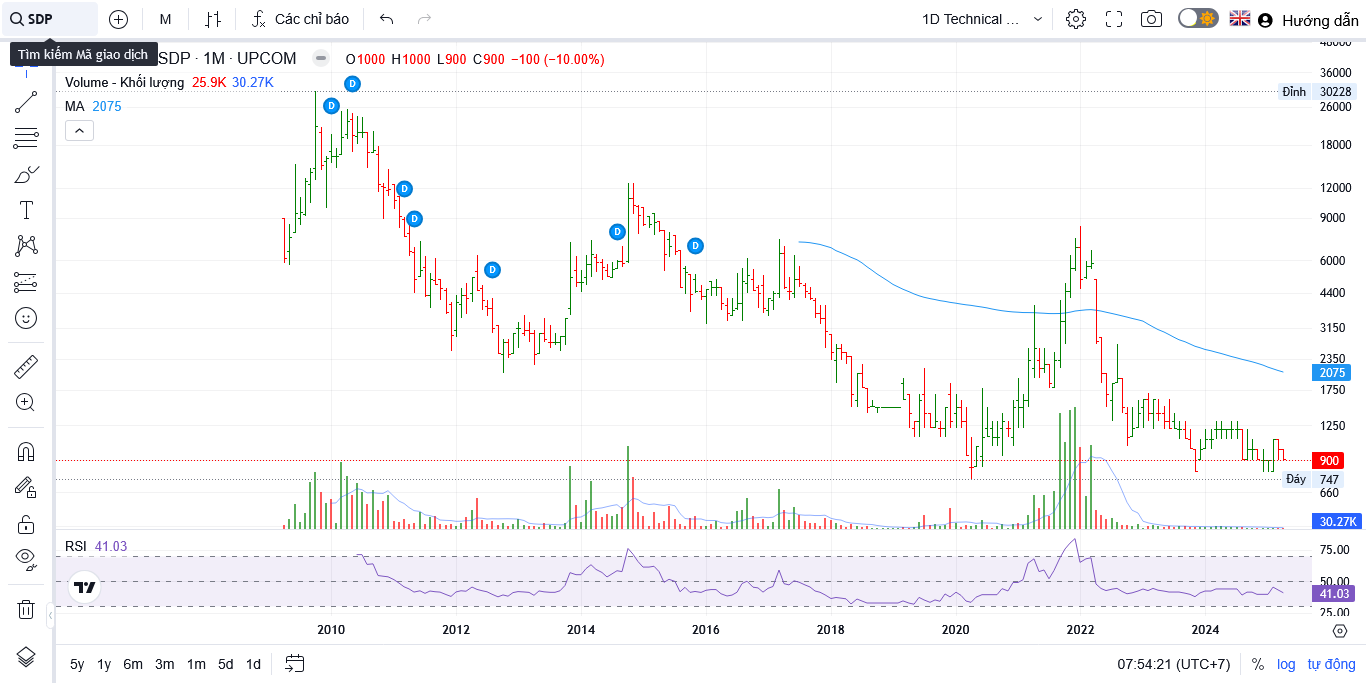 SDP M Các chỉ báo 1D Technical ... Hướng dẫn
Tìm kiếm Mã giao dịch
SDP · 1M · UPCOM O1000 H1000 L900 C900 −100 (−10.00%)
Volume - Khối lượng 25.9K 30.27K
MA 2075
D
D
D
D
D
D
D
48000
36000
Đỉnh 30228
26000
18000
12000
9000
6000
4400
3150
2350
2075
1750
1250
900
Đáy 747
660
30.27K
RSI 41.03
75.00
50.00
41.03
25.00
2010 2012 2014 2016 2018 2020 2022 2024
5y 1y 6m 3m 1m 5d 1d 07:54:21 (UTC+7) % log tự động